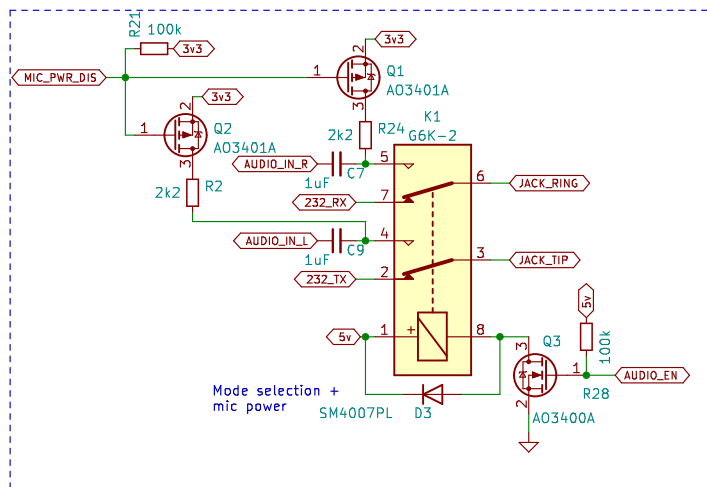 R21
100k
3v3
3v3
2
MIC_PWR_DIS
1
Q1
AO3401A
3
3v3
2
1
Q2
AO3401A
3
K1
G6K-2
2k2
R24
AUDIO_IN_R
1uF
C7
5
6
JACK_RING
2k2
R2
232_RX
7
AUDIO_IN_L
1uF
C9
4
3
JACK_TIP
232_TX
2
5v
1
+
8
5v
3
Q3
100k
1
AUDIO_EN
R28
2
AO3400A
Mode selection +
mic power
SM4007PL
D3